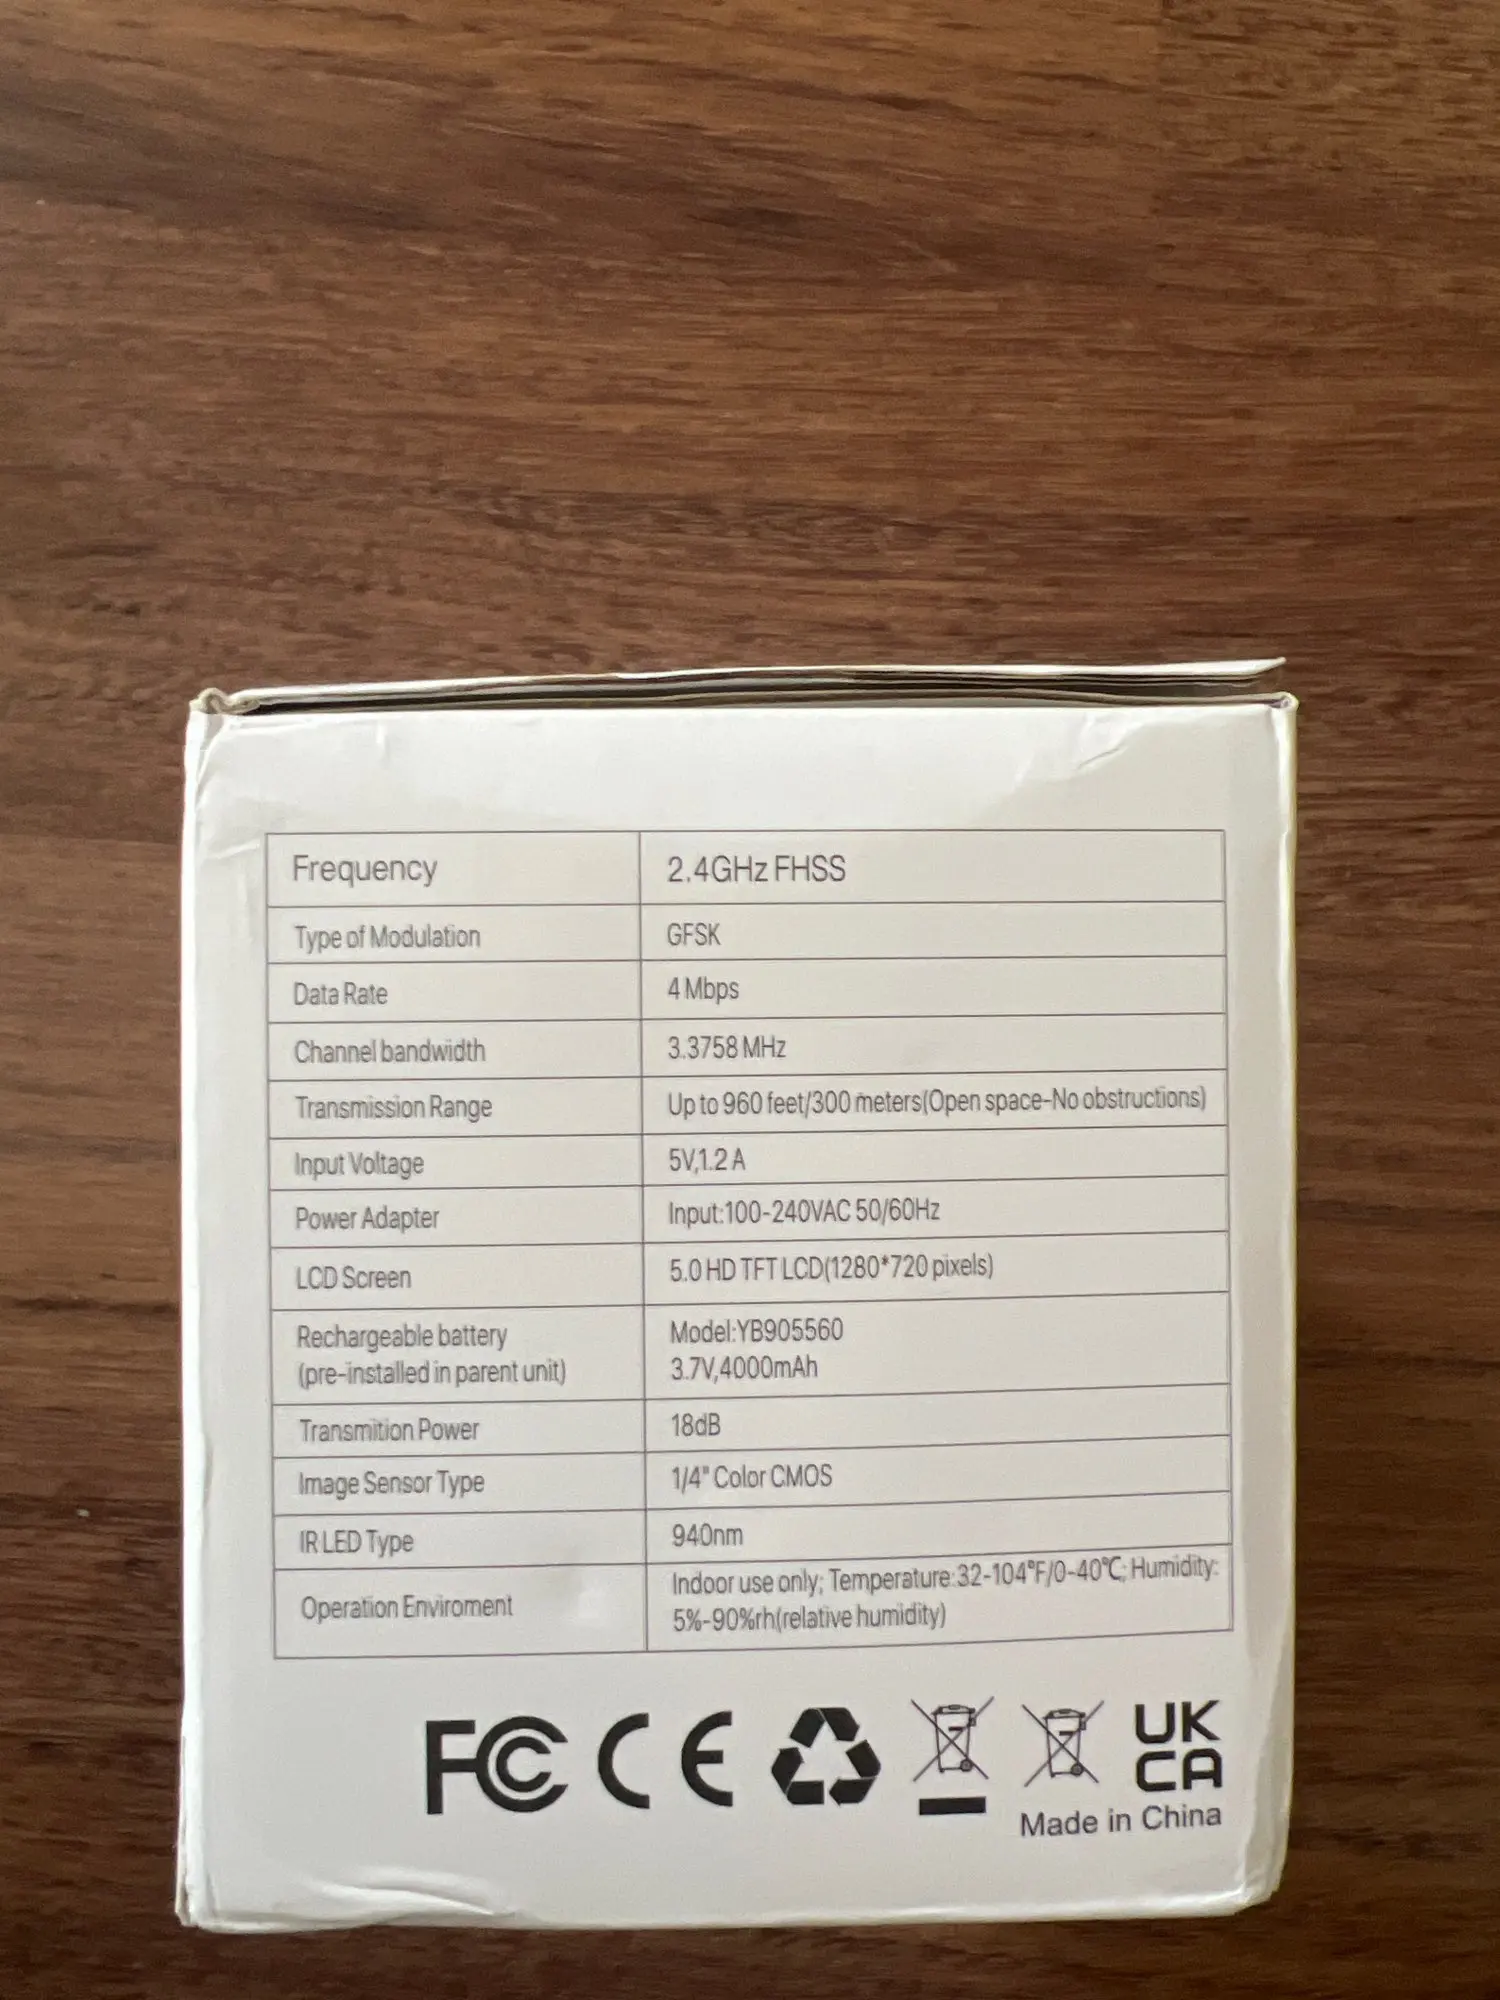 Frequency 2.4GHz FHSS
Type of Modulation GFSK
Data Rate 4 Mbps
Channel bandwidth 3.3758 MHz
Transmission Range Up to 960 feet/300 meters(Open space-No obstructions)
Input Voltage 5V,1.2 A
Power Adapter Input:100-240VAC 50/60Hz
LCD Screen 5.0 HD TFT LCD(1280*720 pixels)
Rechargeable battery Model:YB905560
(pre-installed in parent unit) 3.7V,4000mAh
Transmition Power 18dB
Image Sensor Type 1/4" Color CMOS
IR LED Type 940nm
Operation Enviroment Indoor use only; Temperature:32-104°F/0-40℃; Humidity:
5%-90%rh(relative humidity)
FC CE UK
CA
Made in China